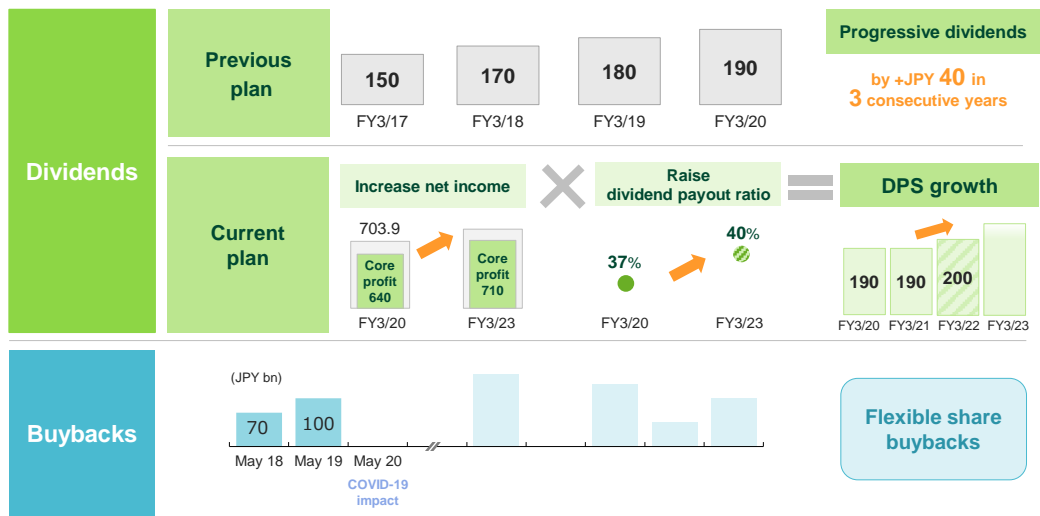 Dividends
Previous
plan
150
170
180
190
FY3/17
FY3/18
FY3/19
FY3/20
Progressive dividends
by +JPY 40 in
3 consecutive years
Current
plan
Increase net income
Raise
dividend payout ratio
DPS growth
703.9
Core
profit
640
Core
profit
710
FY3/20
FY3/23
37%
40%
FY3/20
FY3/23
190
190
200
FY3/20
FY3/21
FY3/22
FY3/23
Buybacks
(JPY bn)
70
100
May 18
May 19
May 20
COVID-19
impact
Flexible share
buybacks